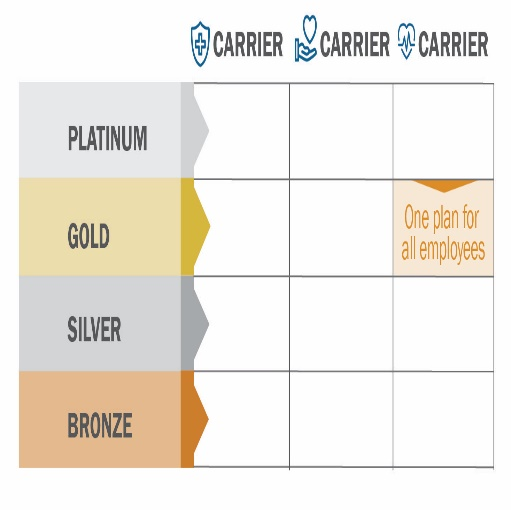 CARRIER CARRIER CARRIER
PLATINUM
GOLD
One plan for
all employees
SILVER
BRONZE